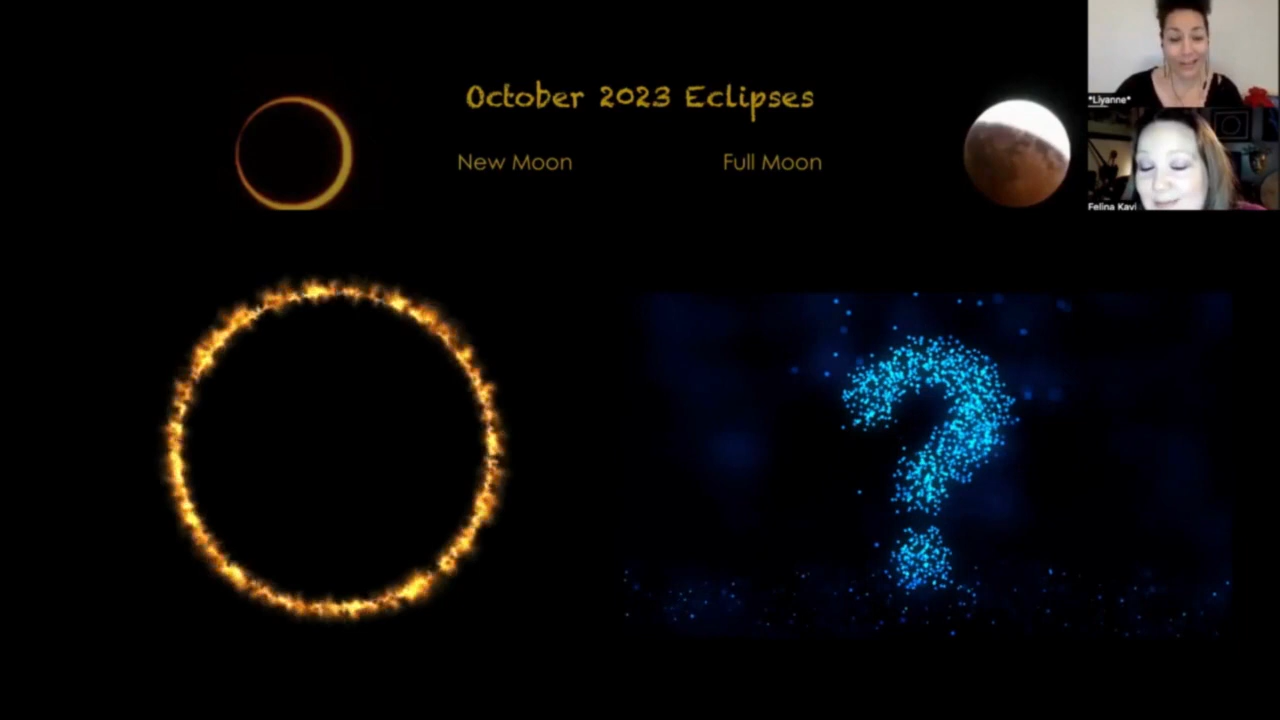 October 2023 Eclipses
New Moon
Full Moon
*Liyanne*
Felina Kavi